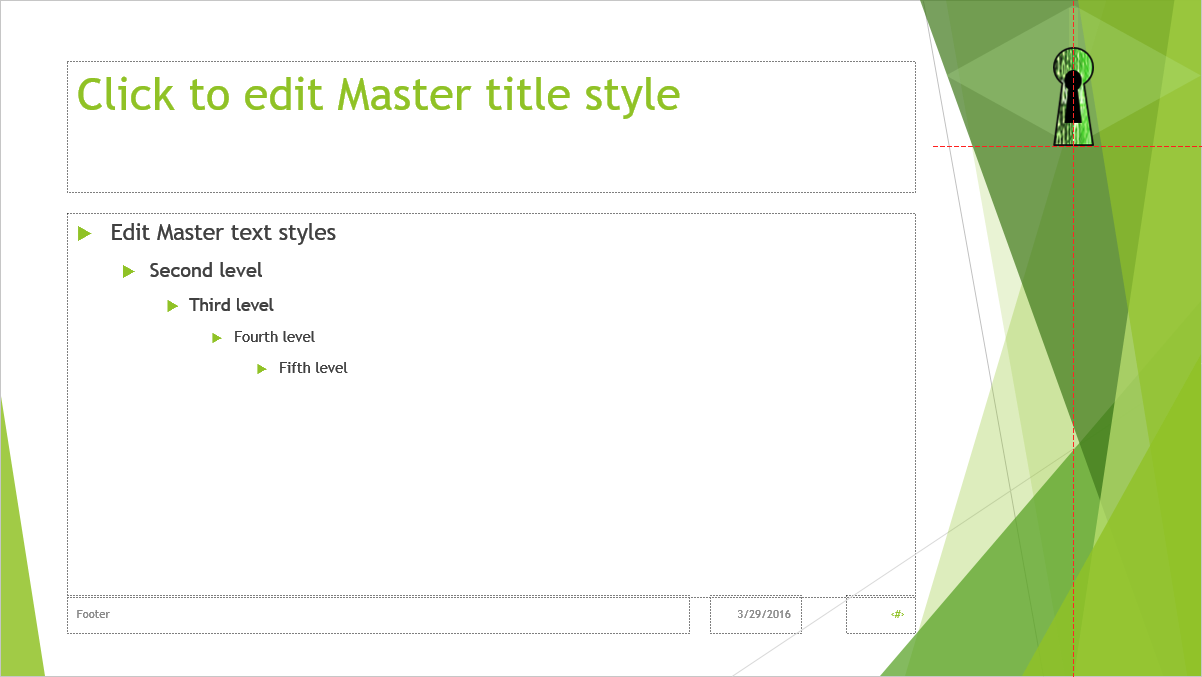 Click to edit Master title style
Edit Master text styles
Second level
Third level
Fourth level
Fifth level
Footer
3/29/2016
‹#›